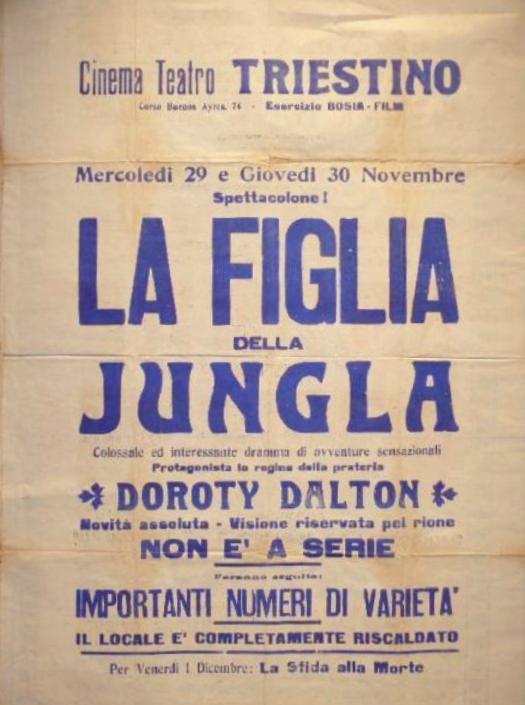 Cinema Teatro TRIESTINO
Corso Buenos Ayres, 74 - Esercizio BOSIA - FILM
Mercoledì 29 e Giovedì 30 Novembre
Spettacolone!
LA FIGLIA
DELLA
JUNGLA
Colossale ed interessante dramma di avventure sensazionali
Protagonista la regina della prateria
DOROTY DALTON
Novità assoluta - Visione riservata pel rione
NON E' A SERIE
Faranno seguito:
IMPORTANTI NUMERI DI VARIETA'
IL LOCALE E' COMPLETAMENTE RISCALDATO
Per Venerdì 1 Dicembre: La Sfida alla Morte